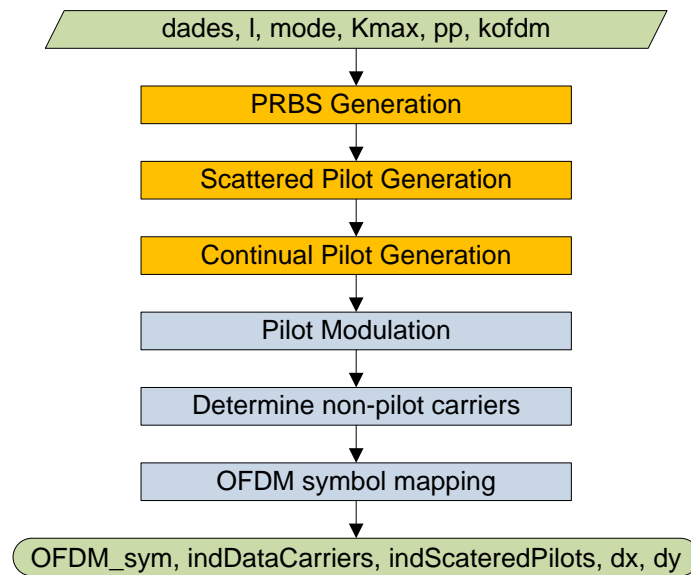 dades, l, mode, Kmax, pp, kofdm
PRBS Generation
Scattered Pilot Generation
Continual Pilot Generation
Pilot Modulation
Determine non-pilot carriers
OFDM symbol mapping
OFDM_sym, indDataCarriers, indScateredPilots, dx, dy